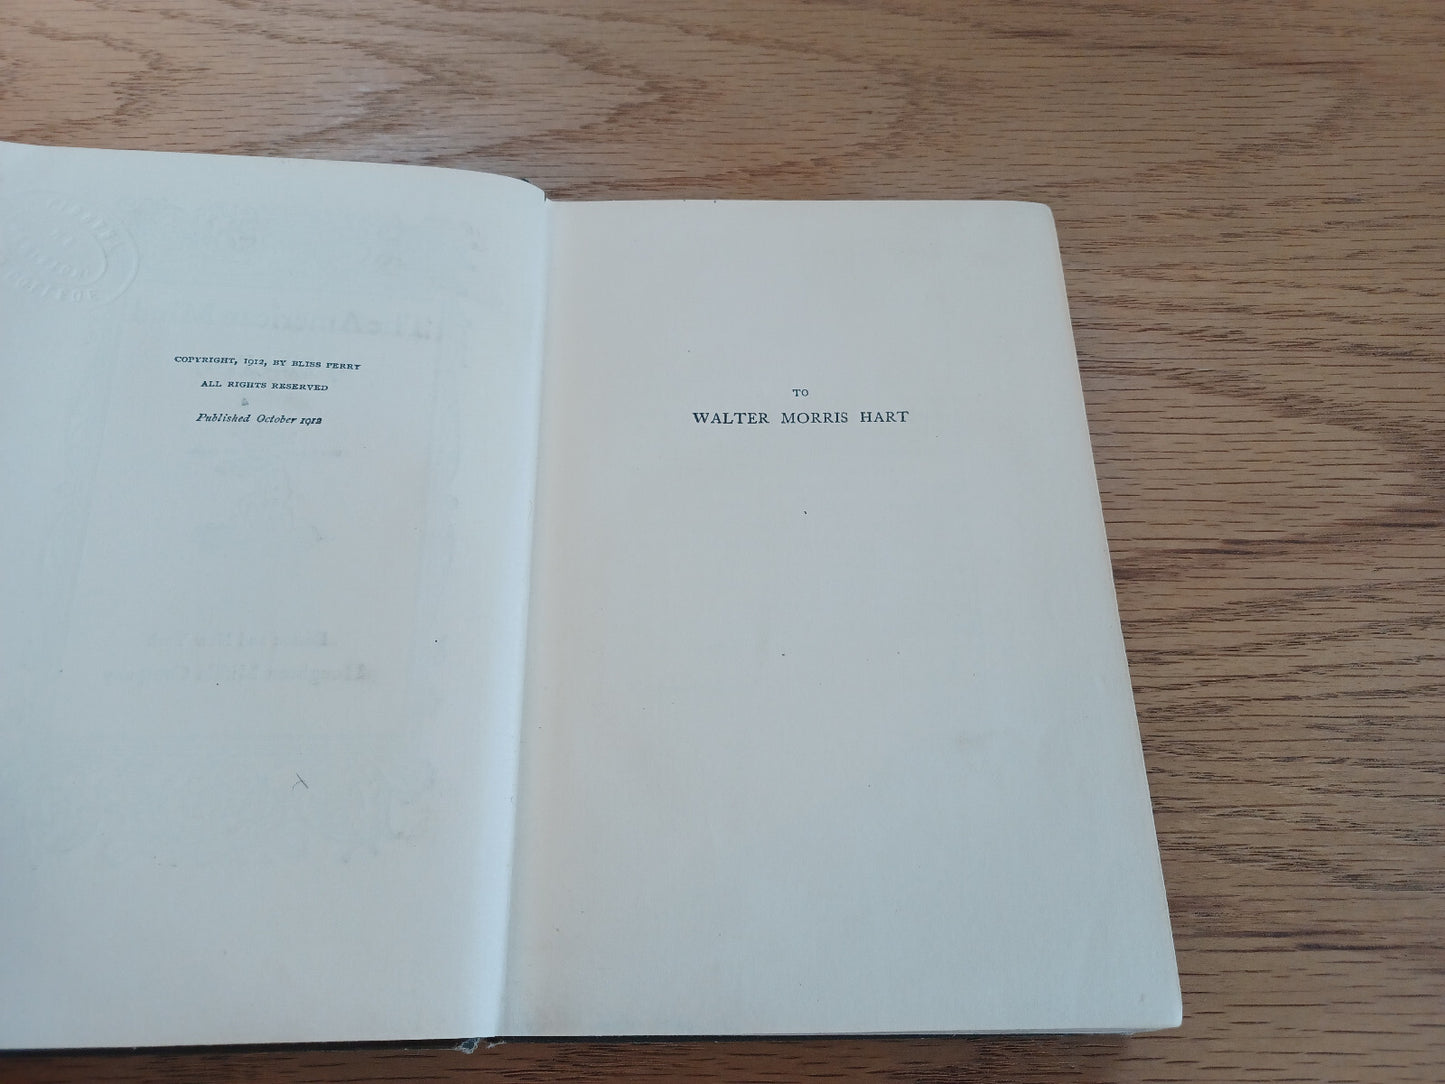 COPYRIGHT, 1912, BY BLISS PERRY
ALL RIGHTS RESERVED
Published October 1912
TO
WALTER MORRIS HART